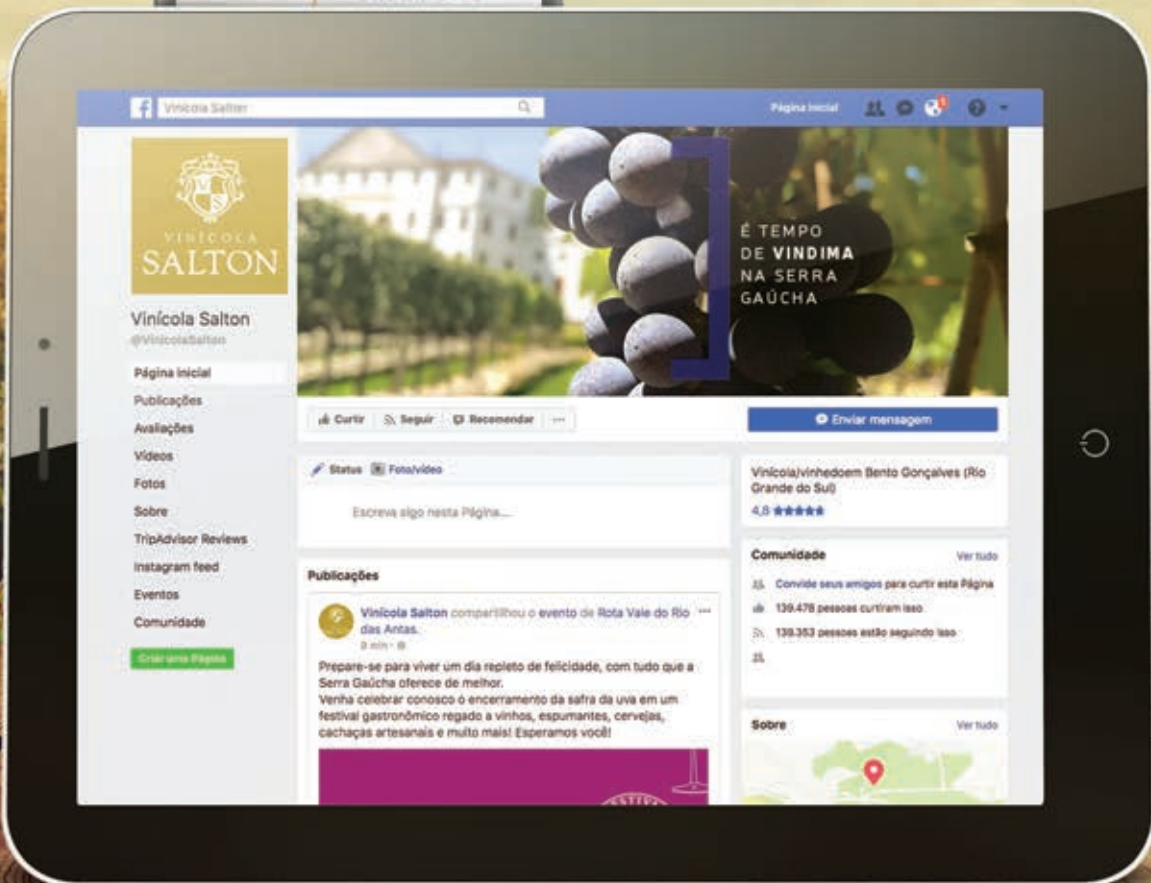 f Vinícola Salton
Página inicial
1
VINÍCOLA
SALTON
É TEMPO
DE VINDIMA
NA SERRA
GAÚCHA
Vinícola Salton
@VinicolaSalton
Página inicial
Publicações
Avaliações
Vídeos
Fotos
Sobre
TripAdvisor Reviews
Instagram feed
Eventos
Comunidade
Criar uma Página
Curtir Seguir Recomendar ...
Enviar mensagem
Status Foto/vídeo
Escreva algo nesta Página...
Publicações
Vinícola Salton compartilhou o evento de Rota Vale do Rio ...
das Antas.
9 min ·
Prepare-se para viver um dia repleto de felicidade, com tudo que a
Serra Gaúcha oferece de melhor.
Venha celebrar conosco o encerramento da safra da uva em um
festival gastronômico regado a vinhos, espumantes, cervejas,
cachaças artesanais e muito mais! Esperamos você!
Vinícola/vinhedoem Bento Gonçalves (Rio
Grande do Sul)
4,8 ★★★★★
Comunidade Ver tudo
Convide seus amigos para curtir esta Página
139.478 pessoas curtiram isso
139.353 pessoas estão seguindo isso
Sobre Ver tudo